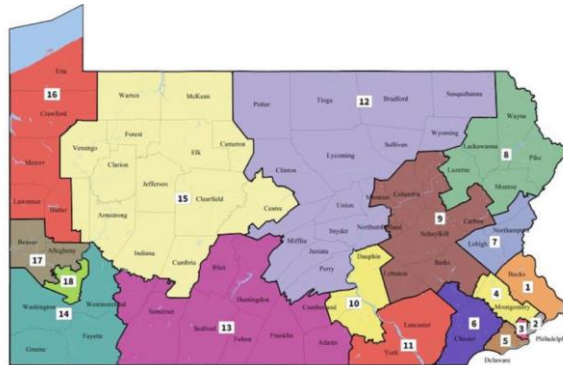 Erie
16
Crawford
Warren
McKean
Potter
Tioga
12
Bradford
Susquehanna
Wayne
Forest
Venango
Elk
Cameron
Wyoming
Sullivan
Lackawanna
8
Pike
Mercer
Clarion
Lycoming
Clinton
Luzerne
Monroe
Jefferson
Clearfield
15
Centre
Union
Montour
Columbia
9
Carbon
Lawrence
Butler
Armstrong
Snyder
Northumberland
Schuylkill
Northampton
7
Lehigh
Beaver
Allegheny
17
Indiana
Cambria
Mifflin
Juniata
Perry
Dauphin
Lebanon
Berks
Bucks
1
18
Blair
Huntingdon
4
Montgomery
Washington
Westmoreland
14
Somerset
Bedford
13
Fulton
Franklin
Cumberland
Adams
10
Lancaster
11
York
6
Chester
2
3
5
Philadelph
Fayette
Greene
Delaware